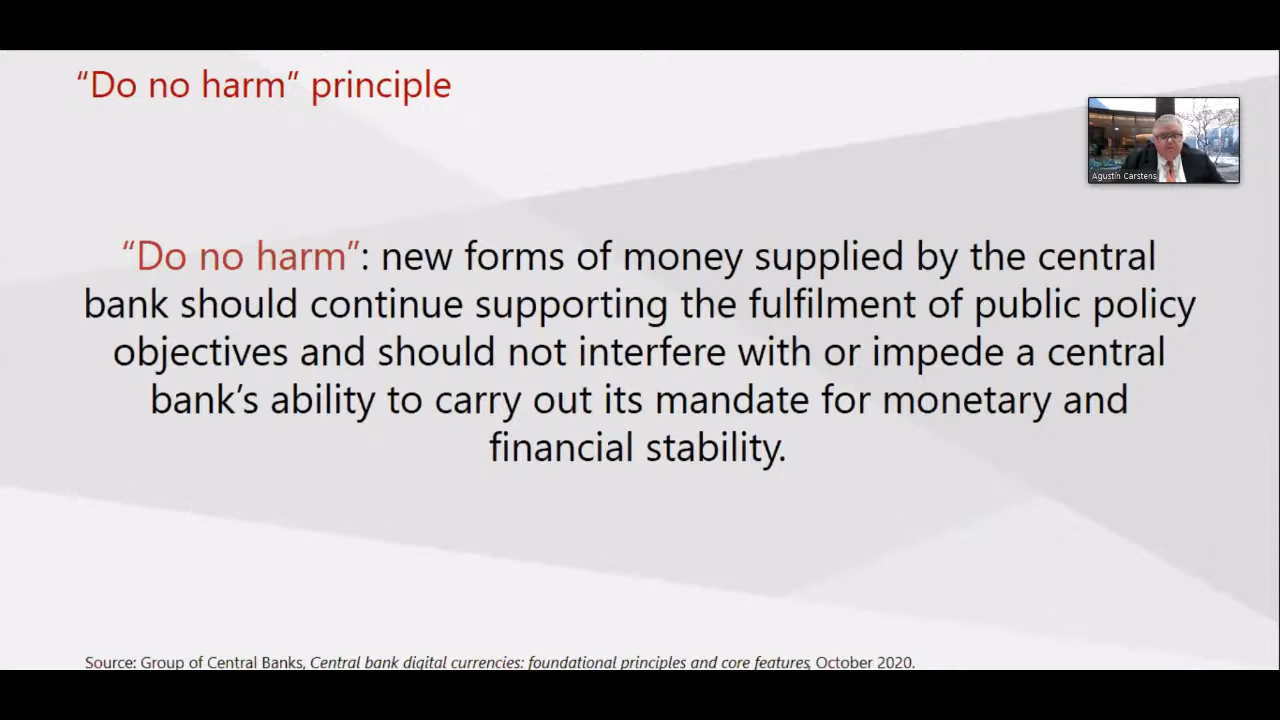 “Do no harm” principle
Agustín Carstens
“Do no harm”: new forms of money supplied by the central
bank should continue supporting the fulfilment of public policy
objectives and should not interfere with or impede a central
bank’s ability to carry out its mandate for monetary and
financial stability.
Source: Group of Central Banks, Central bank digital currencies: foundational principles and core features, October 2020.